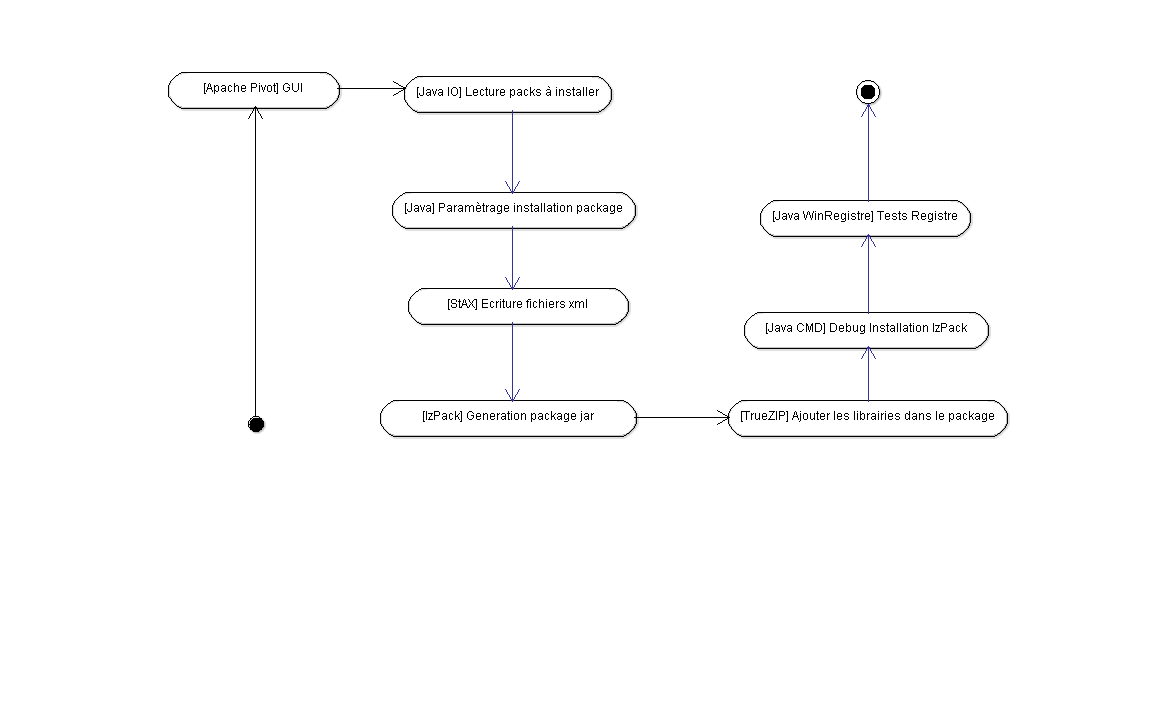 [Apache Pivot] GUI
[Java IO] Lecture packs à installer
[Java] Paramètrage installation package
[StAX] Ecriture fichiers xml
[IzPack] Generation package jar
[TrueZIP] Ajouter les librairies dans le package
[Java CMD] Debug Installation IzPack
[Java WinRegistre] Tests Registre